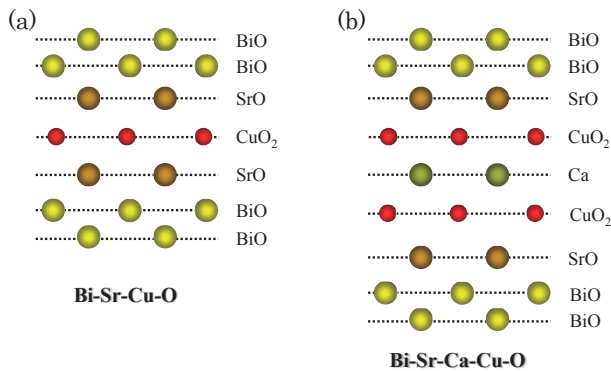 (a)
BiO
BiO
SrO
CuO₂
SrO
BiO
BiO
Bi-Sr-Cu-O
(b)
BiO
BiO
SrO
CuO₂
Ca
CuO₂
SrO
BiO
BiO
Bi-Sr-Ca-Cu-O